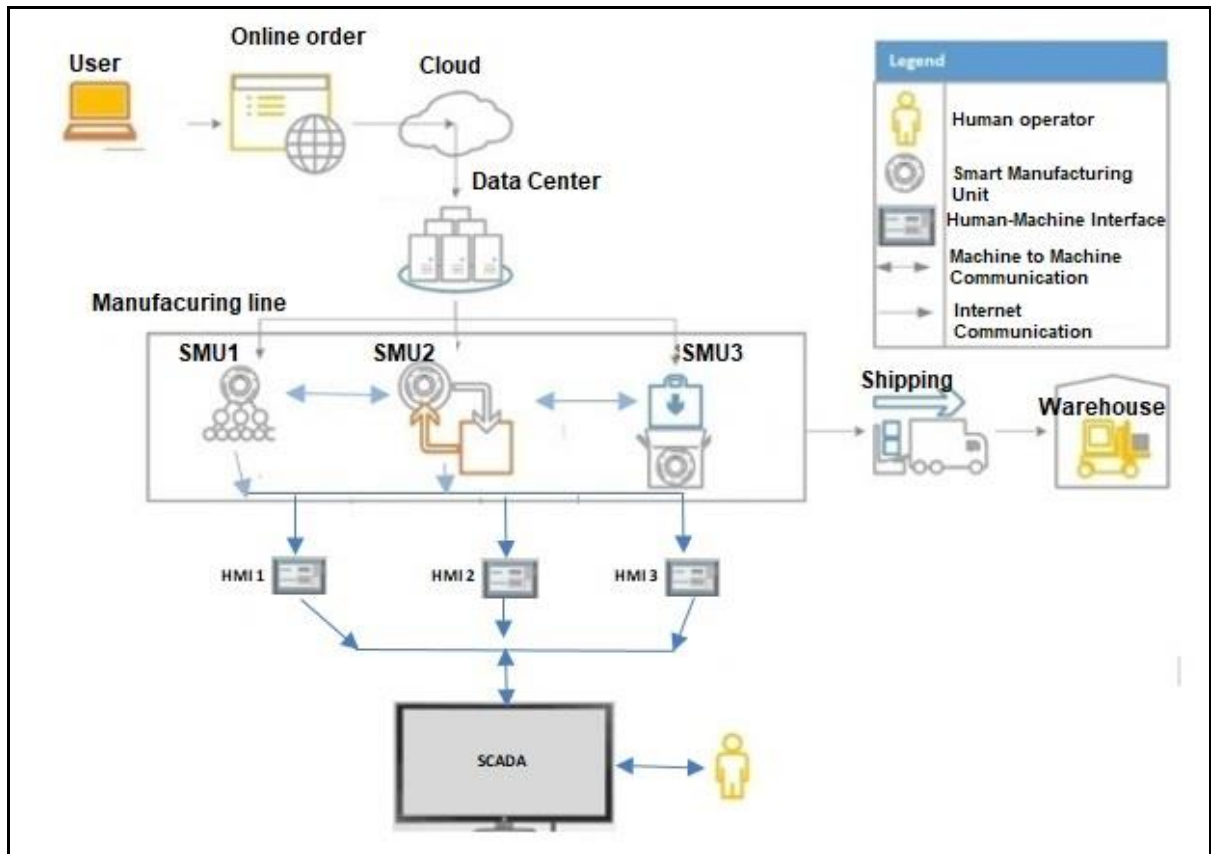 Online order
User
Cloud
Legend
Human operator
Data Center
Smart Manufacturing
Unit
Human-Machine Interface
Machine to Machine
Communication
Manufacuring line
Internet
Communication
SMU1
SMU2
SMU3
Shipping
Warehouse
HMI 1
HMI 2
HMI 3
SCADA